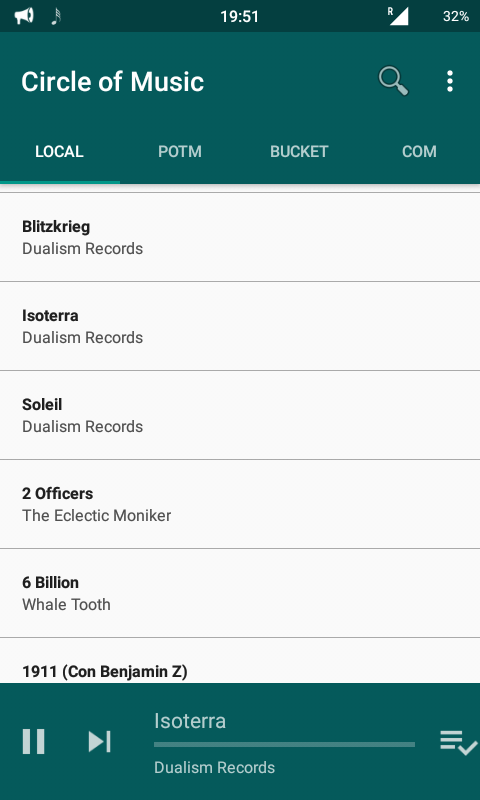 19:51
R
32%
Circle of Music
LOCAL
POTM
BUCKET
COM
Blitzkrieg
Dualism Records
Isoterra
Dualism Records
Soleil
Dualism Records
2 Officers
The Eclectic Moniker
6 Billion
Whale Tooth
1911 (Con Benjamin Z)
Isoterra
Dualism Records